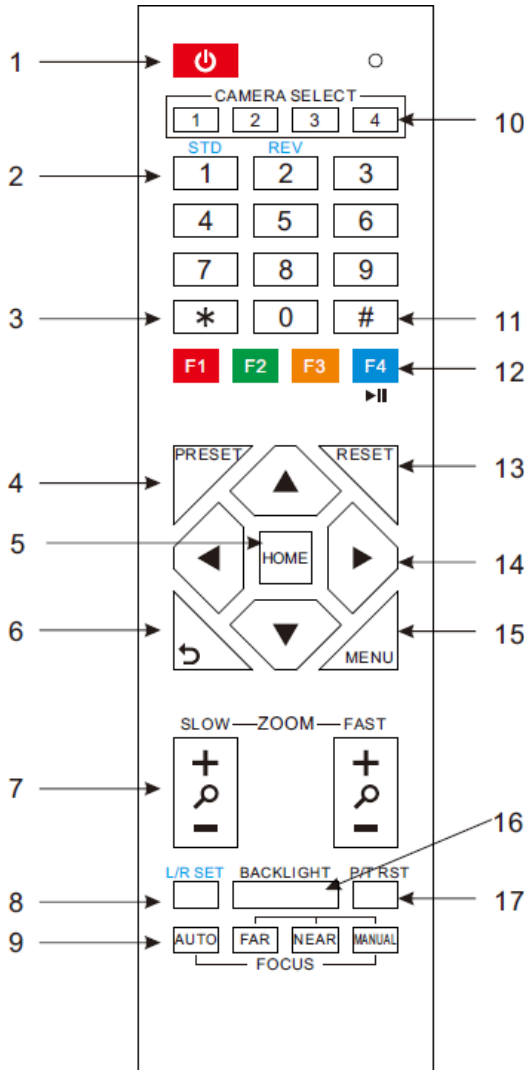 1
CAMERA SELECT
1 2 3 4
10
STD REV
2
1 2 3
4 5 6
7 8 9
3
* 0 #
11
F1 F2 F3 F4
12
PRESET RESET
4
13
5
HOME
14
6
15
MENU
SLOW ZOOM FAST
+ +
7
− −
16
L/R SET BACKLIGHT P/T RST
8
17
9
AUTO FAR NEAR MANUAL
FOCUS